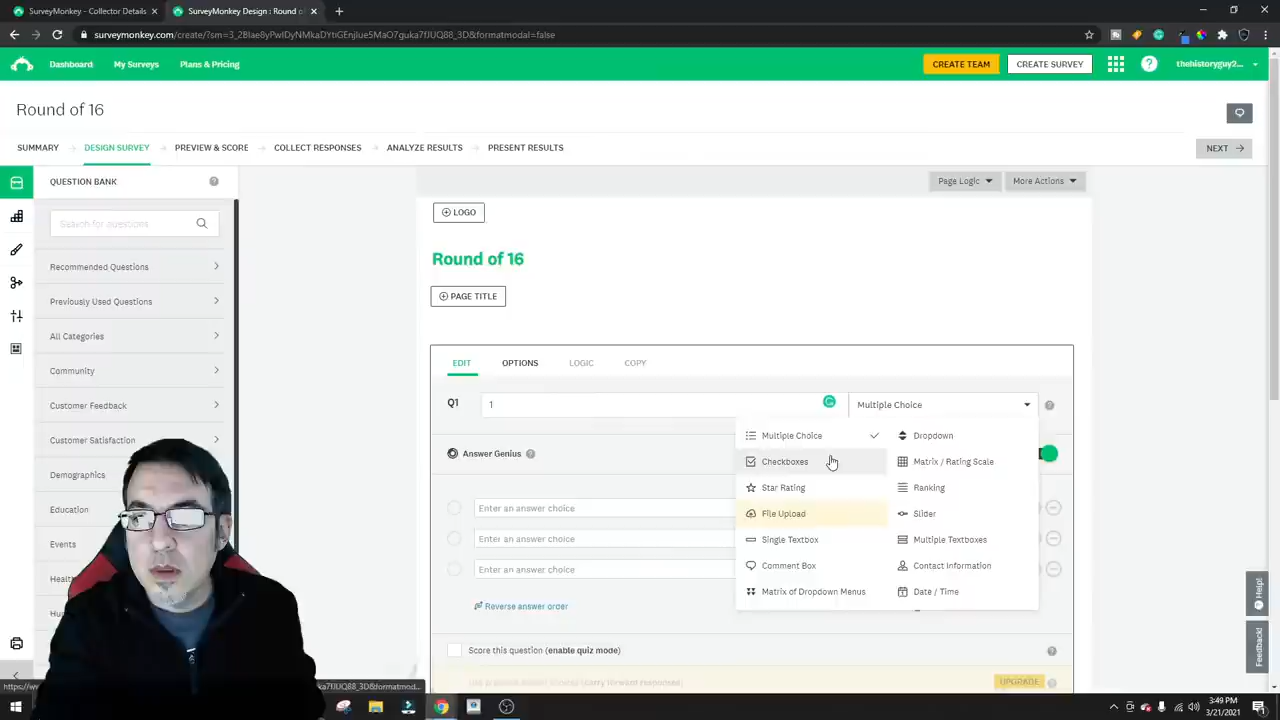 SurveyMonkey - Collector Details
SurveyMonkey - Design : Round of
surveymonkey.com/create/?sm=3_2Blae8yPwIDyNMkaDYtiGEnjIue5MaO7guka7fJUQ88_3D&formatmodal=false
Dashboard
My Surveys
Plans & Pricing
CREATE TEAM
CREATE SURVEY
thehistoryguy2...
Round of 16
SUMMARY
DESIGN SURVEY
PREVIEW & SCORE
COLLECT RESPONSES
ANALYZE RESULTS
PRESENT RESULTS
NEXT
QUESTION BANK
Search for questions
Recommended Questions
Previously Used Questions
All Categories
Community
Customer Feedback
Customer Satisfaction
Demographics
Education
Events
Page Logic
More Actions
LOGO
Round of 16
PAGE TITLE
EDIT
OPTIONS
LOGIC
COPY
Q1
1
Multiple Choice
Answer Genius
Enter an answer choice
Enter an answer choice
Enter an answer choice
Multiple Choice
Dropdown
Checkboxes
Matrix / Rating Scale
Star Rating
Ranking
File Upload
Slider
Single Textbox
Multiple Textboxes
Comment Box
Contact Information
Matrix of Dropdown Menus
Date / Time
Reverse answer order
Score this question (enable quiz mode)
UPGRADE
Help!
Feedback!
3:49 PM
3/21/2021